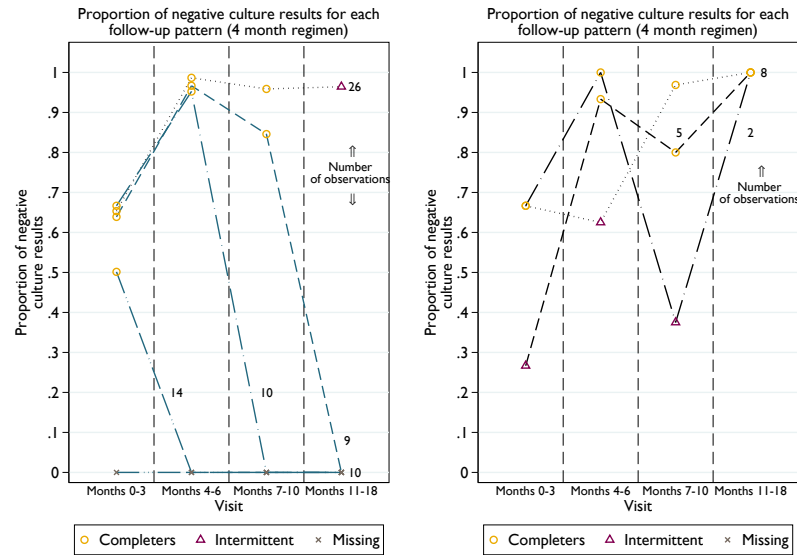 Proportion of negative culture results for each
follow-up pattern (4 month regimen)
Proportion of negative
culture results
1
.9
.8
.7
.6
.5
.4
.3
.2
.1
0
26
⇑
Number
of observations
⇓
14
10
9
10
Months 0-3
Months 4-6
Months 7-10
Months 11-18
Visit
Completers
Intermittent
Missing
Proportion of negative culture results for each
follow-up pattern (4 month regimen)
Proportion of negative
culture results
1
.9
.8
.7
.6
.5
.4
.3
.2
.1
0
8
5
2
⇑
Number
of observations
Months 0-3
Months 4-6
Months 7-10
Months 11-18
Visit
Completers
Intermittent
Missing